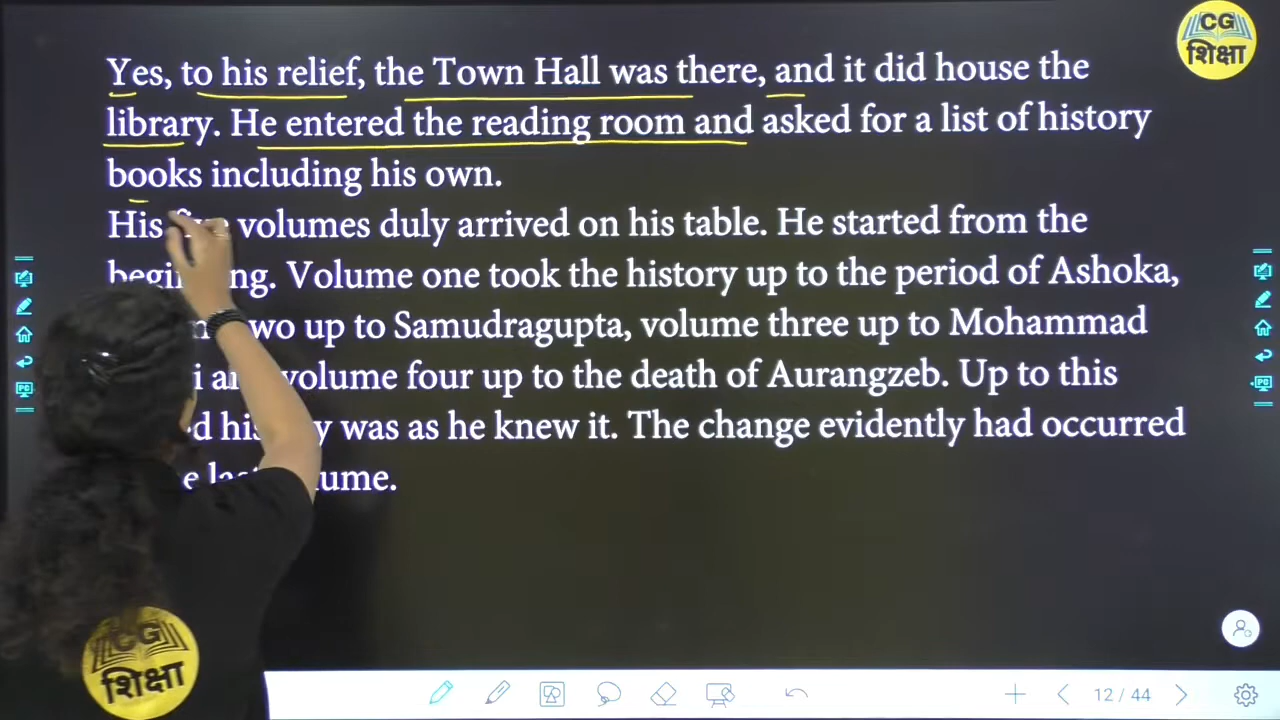 CG
शिक्षा
Yes, to his relief, the Town Hall was there, and it did house the
library. He entered the reading room and asked for a list of history
books including his own.
His volumes duly arrived on his table. He started from the
Volume one took the history up to the period of Ashoka,
up to Samudragupta, volume three up to Mohammad
volume four up to the death of Aurangzeb. Up to this
was as he knew it. The change evidently had occurred
CG
शिक्षा
PC
PC
12 / 44